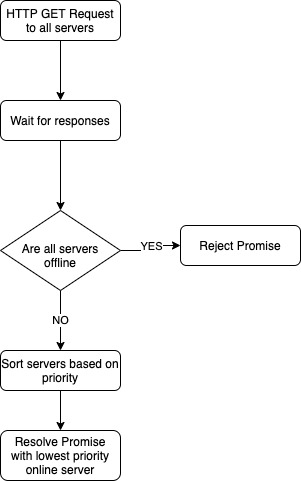 HTTP GET Request
to all servers
Wait for responses
Are all servers
offline
YES
Reject Promise
NO
Sort servers based on
priority
Resolve Promise
with lowest priority
online server